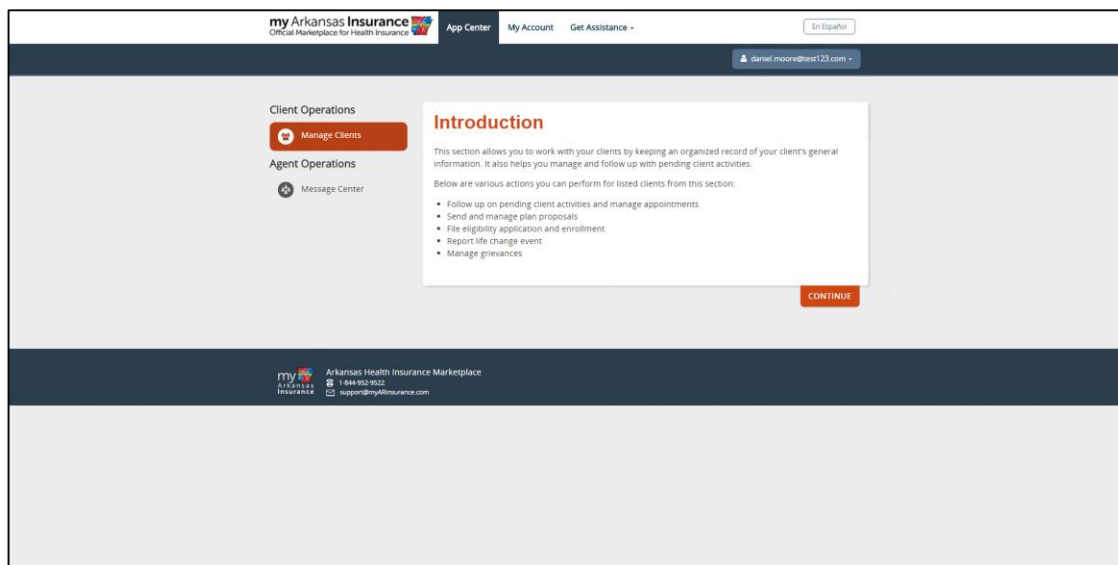 my Arkansas Insurance
Official Marketplace for Health Insurance
App Center
My Account
Get Assistance
En Español
daniel.moore@test123.com
Client Operations
Manage Clients
Agent Operations
Message Center
Introduction
This section allows you to work with your clients by keeping an organized record of your client's general
information. It also helps you manage and follow up with pending client activities.
Below are various actions you can perform for listed clients from this section:
• Follow up on pending client activities and manage appointments
• Send and manage plan proposals
• File eligibility application and enrollment
• Report life change event
• Manage grievances
CONTINUE
my
Arkansas
Insurance
Arkansas Health Insurance Marketplace
1-844-952-9522
support@myARinsurance.com